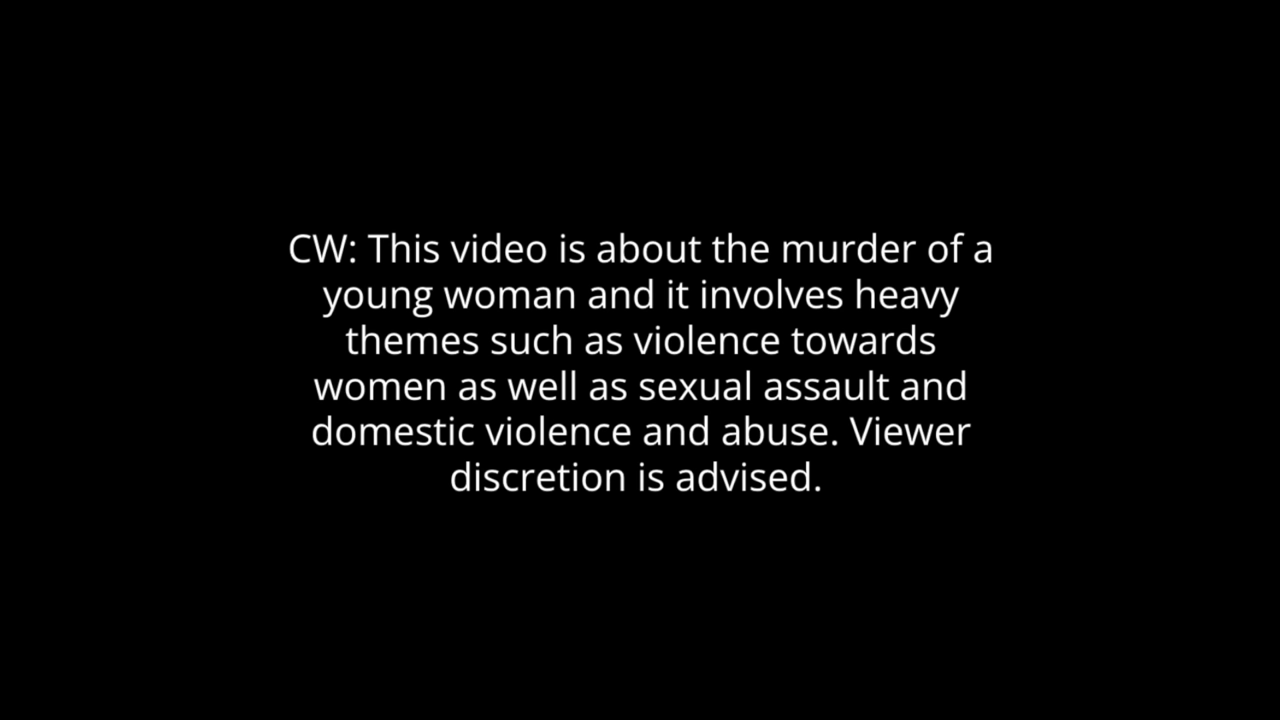 CW: This video is about the murder of a
young woman and it involves heavy
themes such as violence towards
women as well as sexual assault and
domestic violence and abuse. Viewer
discretion is advised.